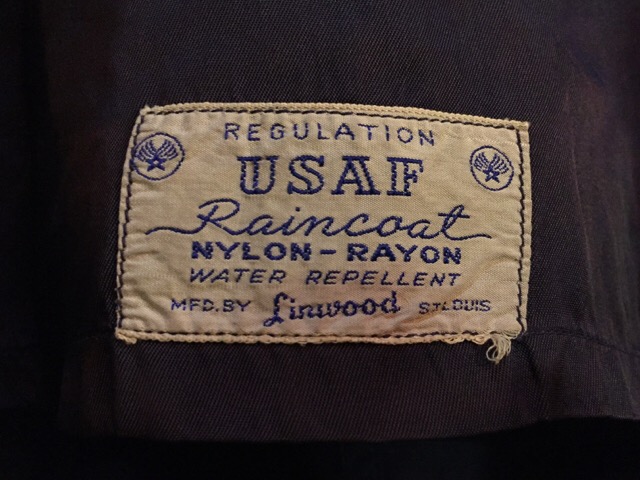 REGULATION
USAF
Raincoat
NYLON-RAYON
WATER REPELLENT
MFD. BY Linwood ST. LOUIS